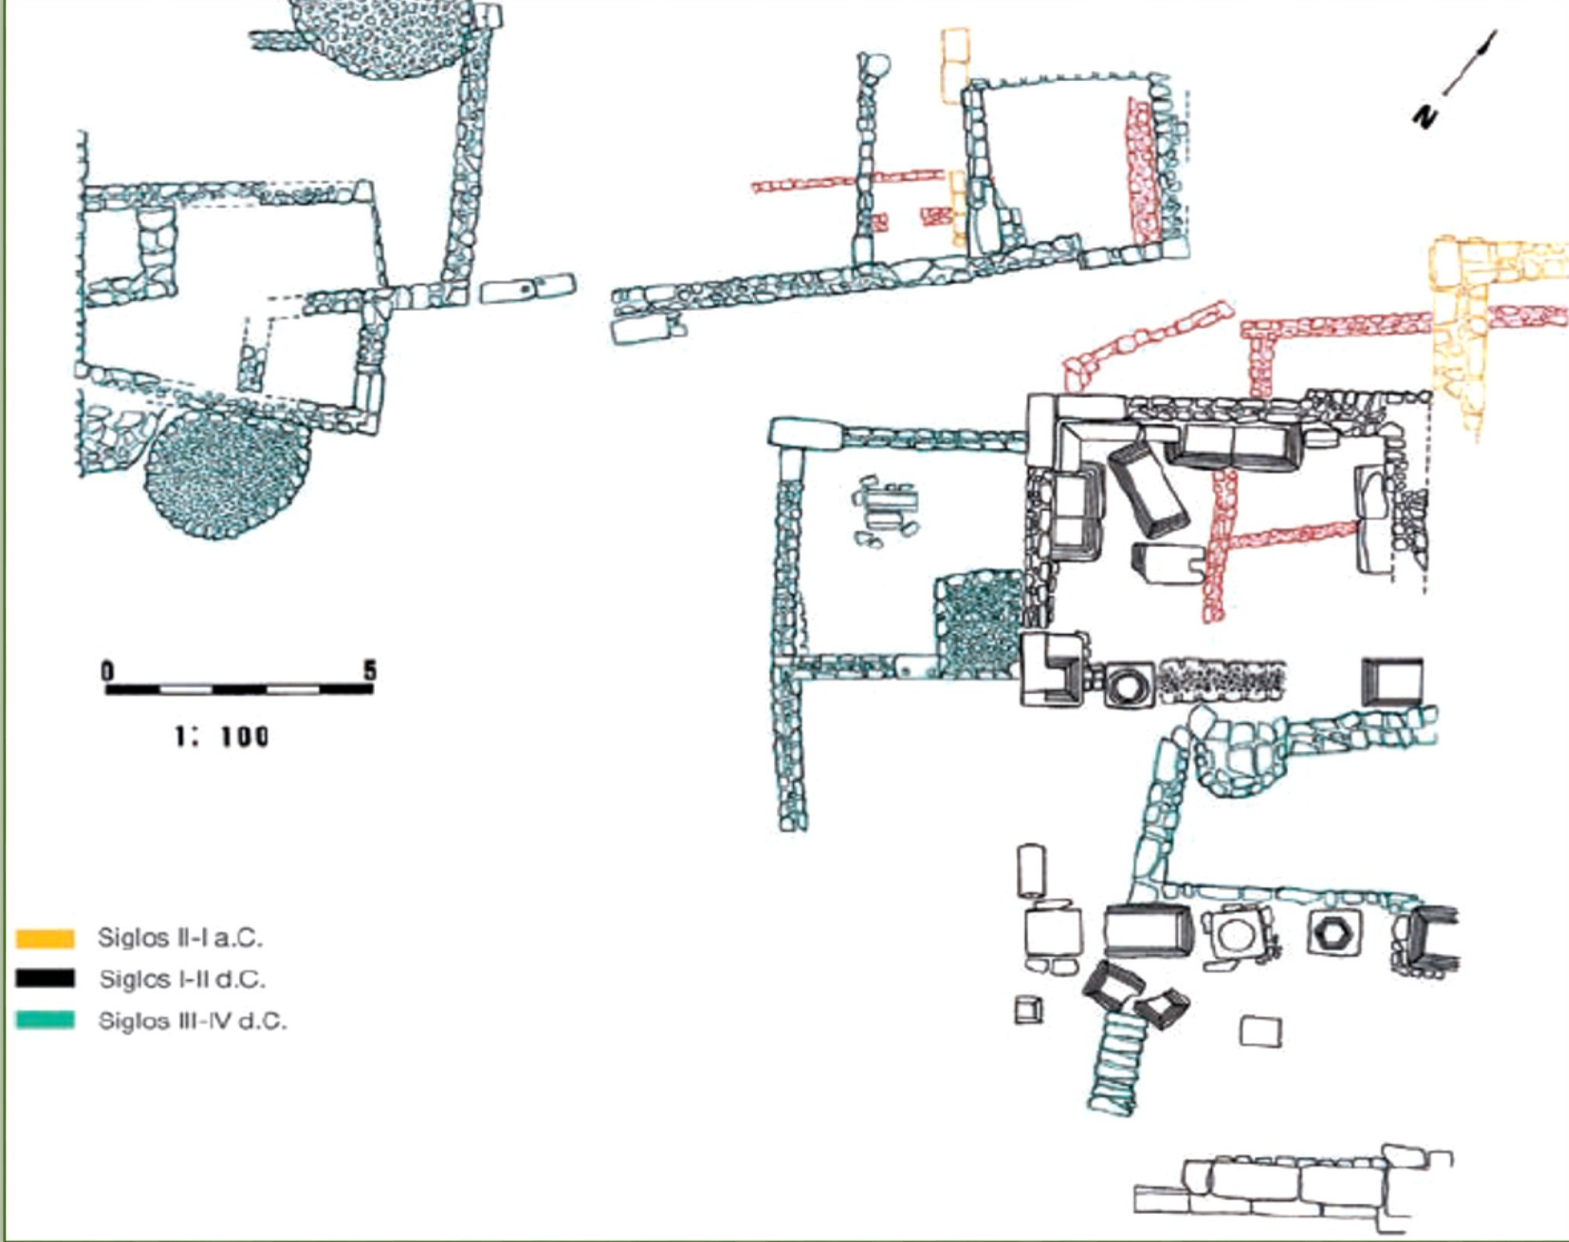 N
0 5
1: 100
Siglos II-I a.C.
Siglos I-II d.C.
Siglos III-IV d.C.